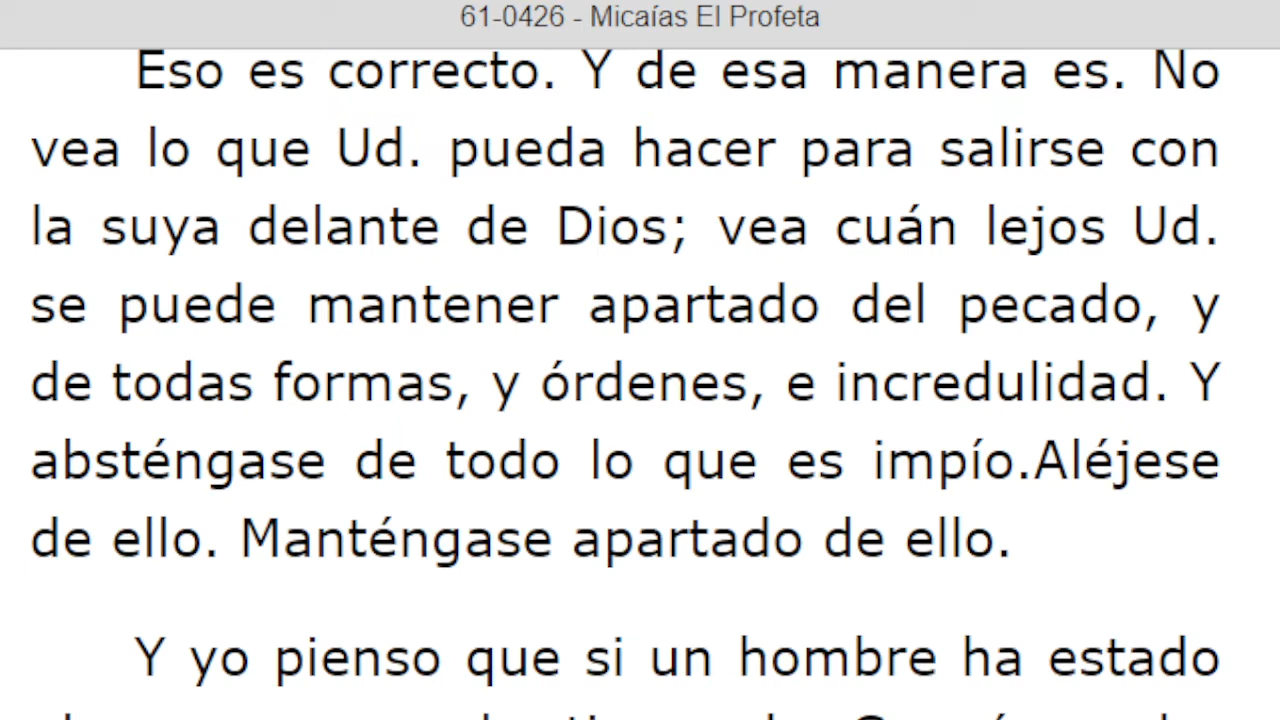 61-0426 - Micaías El Profeta
Eso es correcto. Y de esa manera es. No
vea lo que Ud. pueda hacer para salirse con
la suya delante de Dios; vea cuán lejos Ud.
se puede mantener apartado del pecado, y
de todas formas, y órdenes, e incredulidad. Y
absténgase de todo lo que es impío.Aléjese
de ello. Manténgase apartado de ello.
Y yo pienso que si un hombre ha estado